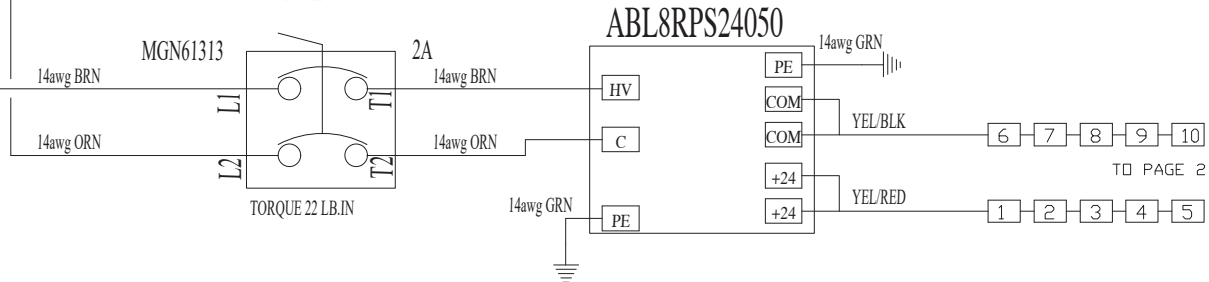 ABL8RPS24050
MGN61313
2A
14awg BRN
L1
T1
14awg BRN
HV
PE
14awg GRN
COM
COM
YEL/BLK
6 7 8 9 10
TO PAGE 2
14awg ORN
L2
T2
14awg ORN
C
+24
+24
YEL/RED
1 2 3 4 5
TORQUE 22 LB.IN
14awg GRN
PE